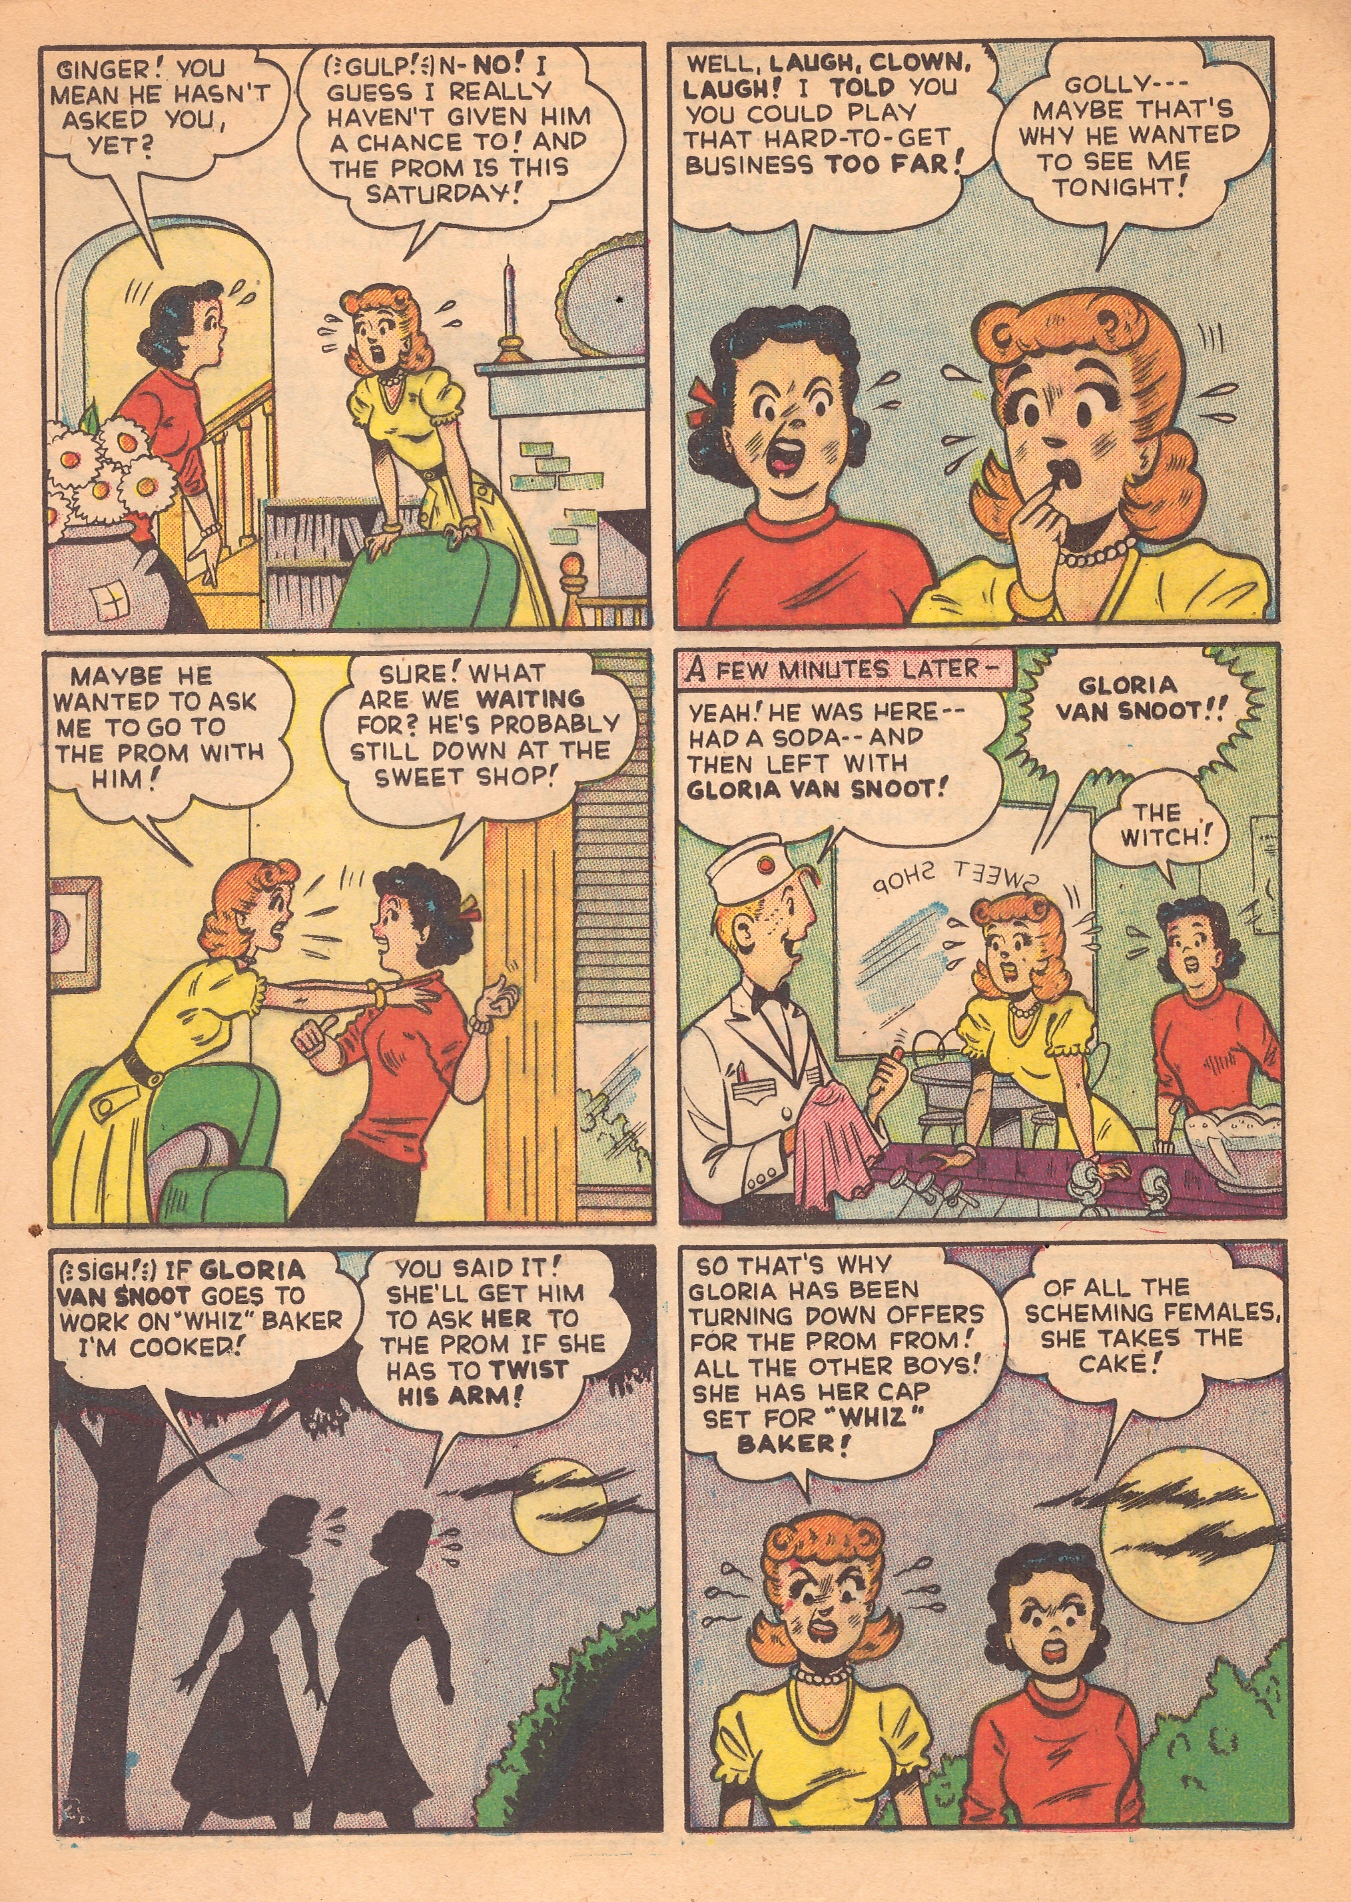 GINGER! YOU
MEAN HE HASN'T
ASKED YOU,
YET?
(:GULP!:) N-NO! I
GUESS I REALLY
HAVEN'T GIVEN HIM
A CHANCE TO! AND
THE PROM IS THIS
SATURDAY!
WELL, LAUGH, CLOWN,
LAUGH! I TOLD YOU
YOU COULD PLAY
THAT HARD-TO-GET
BUSINESS TOO FAR!
GOLLY---
MAYBE THAT'S
WHY HE WANTED
TO SEE ME
TONIGHT!
MAYBE HE
WANTED TO ASK
ME TO GO TO
THE PROM WITH
HIM!
SURE! WHAT
ARE WE WAITING
FOR? HE'S PROBABLY
STILL DOWN AT THE
SWEET SHOP!
A FEW MINUTES LATER-
YEAH! HE WAS HERE--
HAD A SODA--AND
THEN LEFT WITH
GLORIA VAN SNOOT!
GLORIA
VAN SNOOT!!
THE
WITCH!
SWEET SHOP
(:SIGH!:) IF GLORIA
VAN SNOOT GOES TO
WORK ON "WHIZ" BAKER
I'M COOKED!
YOU SAID IT!
SHE'LL GET HIM
TO ASK HER TO
THE PROM IF SHE
HAS TO TWIST
HIS ARM!
SO THAT'S WHY
GLORIA HAS BEEN
TURNING DOWN OFFERS
FOR THE PROM FROM!
ALL THE OTHER BOYS!
SHE HAS HER CAP
SET FOR "WHIZ"
BAKER!
OF ALL THE
SCHEMING FEMALES,
SHE TAKES THE
CAKE!